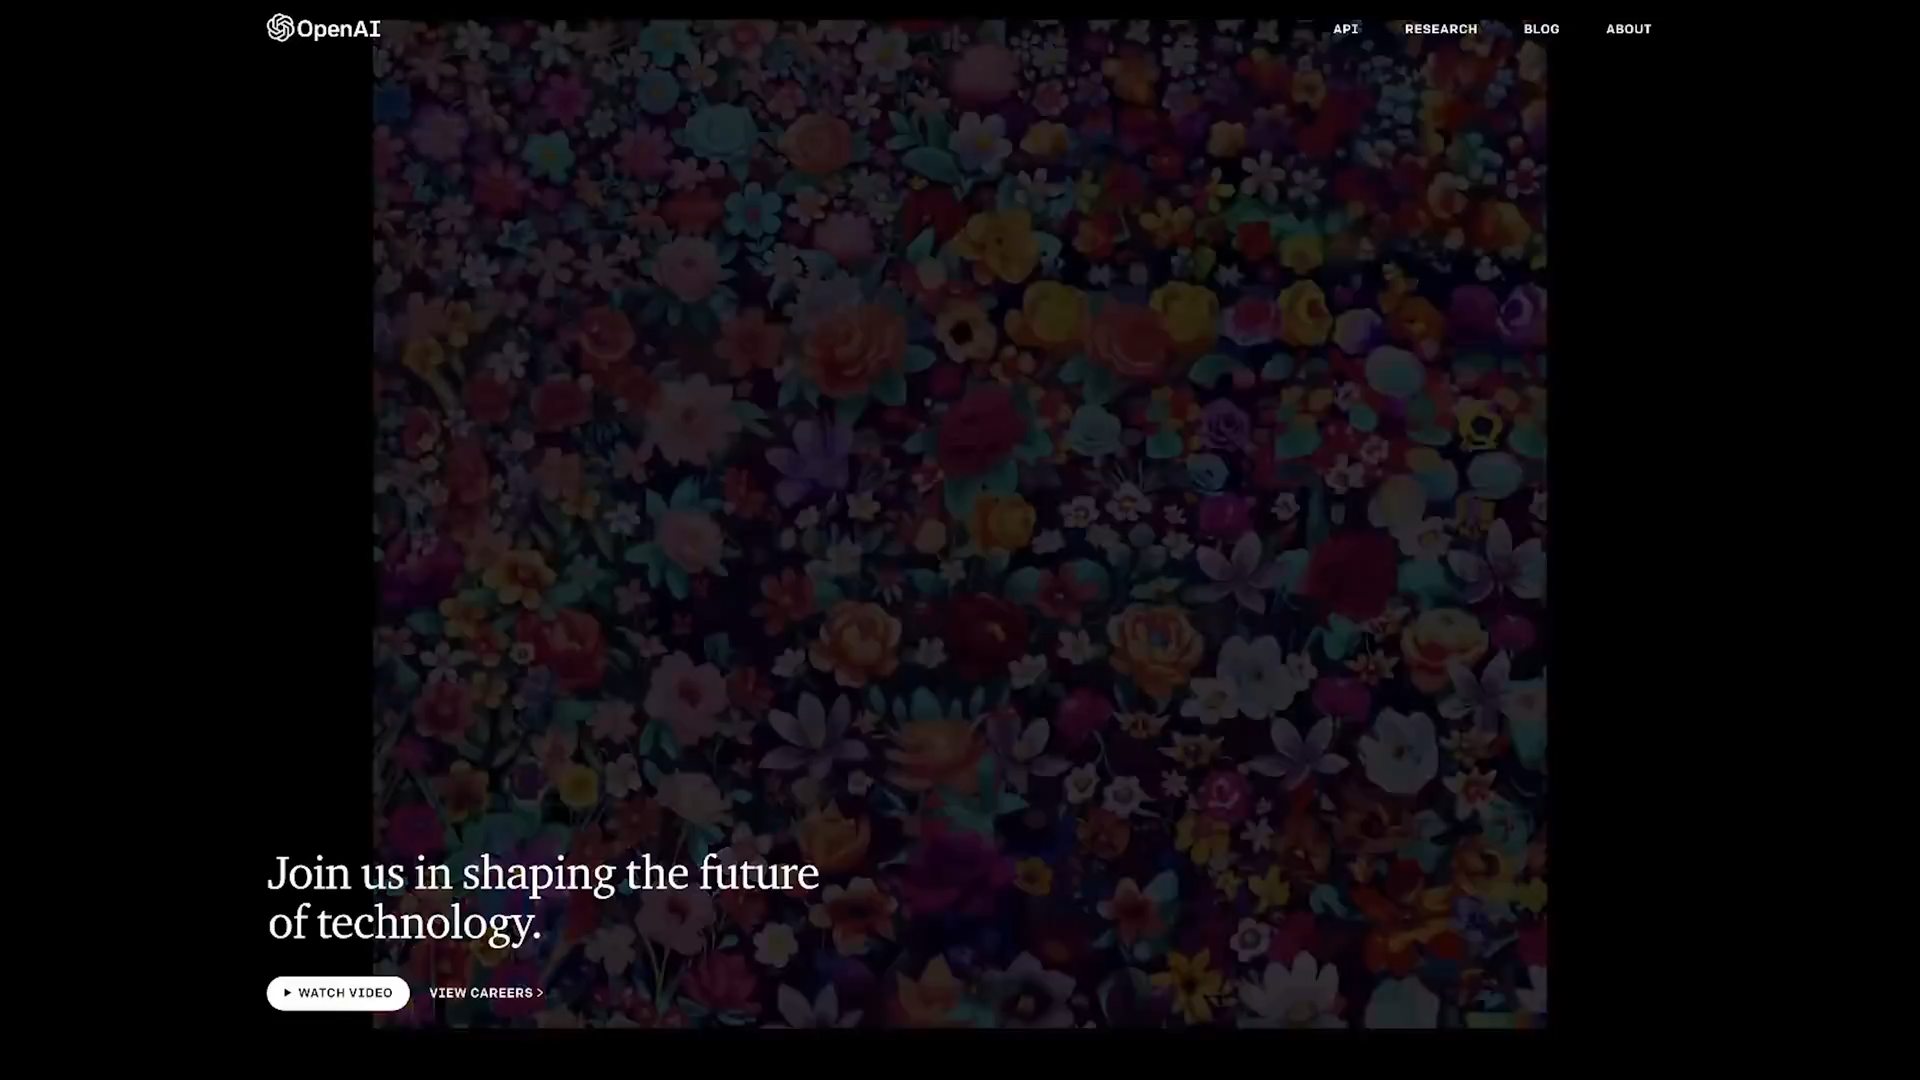 OpenAI
API
RESEARCH
BLOG
ABOUT
Join us in shaping the future
of technology.
WATCH VIDEO
VIEW CAREERS >